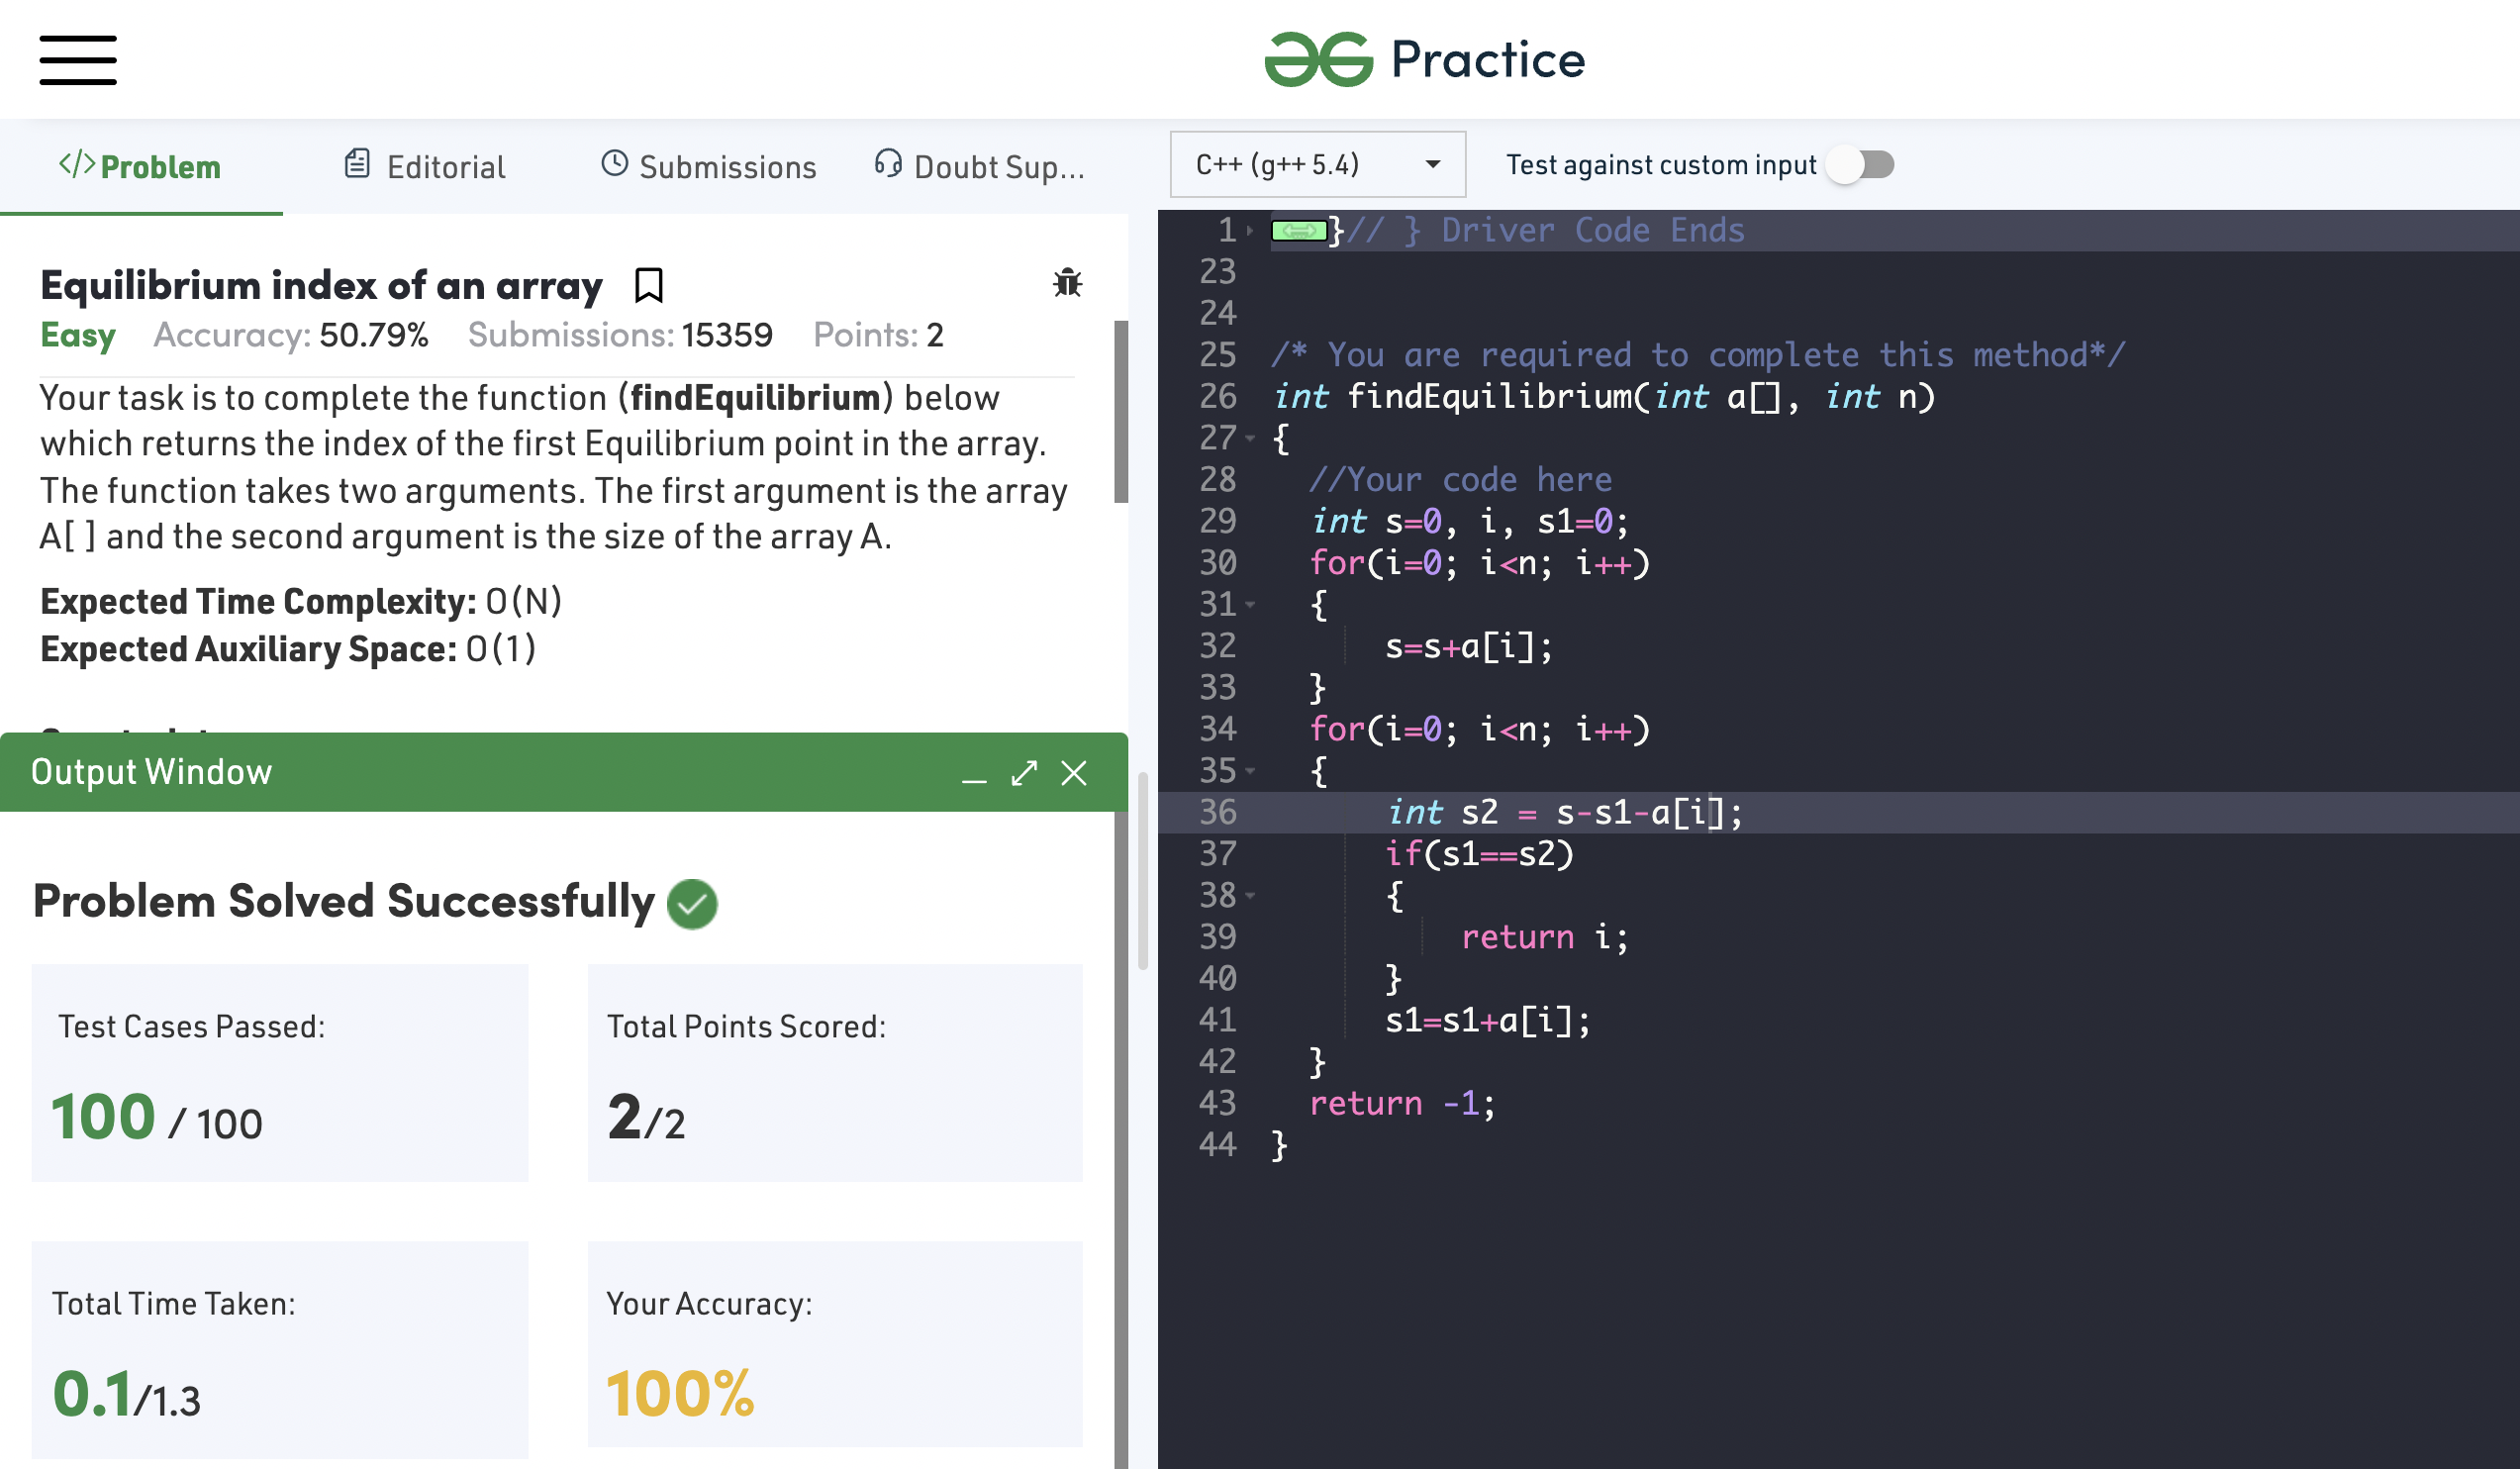 Practice
</> Problem
Editorial
Submissions
Doubt Sup...
C++ (g++ 5.4)
Test against custom input
Equilibrium index of an array
Easy Accuracy: 50.79% Submissions: 15359 Points: 2
Your task is to complete the function (findEquilibrium) below
which returns the index of the first Equilibrium point in the array.
The function takes two arguments. The first argument is the array
A[ ] and the second argument is the size of the array A.
Expected Time Complexity: O(N)
Expected Auxiliary Space: O(1)
Output Window
Problem Solved Successfully
Test Cases Passed:
100 / 100
Total Points Scored:
2/2
Total Time Taken:
0.1/1.3
Your Accuracy:
100%
1 }// } Driver Code Ends
23
24
25 /* You are required to complete this method*/
26 int findEquilibrium(int a[], int n)
27 {
28 //Your code here
29 int s=0, i, s1=0;
30 for(i=0; i<n; i++)
31 {
32 s=s+a[i];
33 }
34 for(i=0; i<n; i++)
35 {
36 int s2 = s-s1-a[i];
37 if(s1==s2)
38 {
39 return i;
40 }
41 s1=s1+a[i];
42 }
43 return -1;
44 }